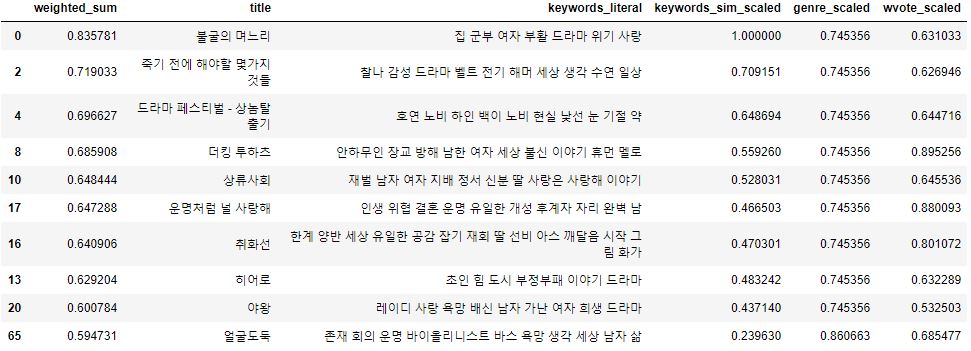 weighted_sum title keywords_literal keywords_sim_scaled genre_scaled wvote_scaled
0 0.835781 불굴의 며느리 집 군부 여자 부활 드라마 위기 사랑 1.000000 0.745356 0.631033
2 0.719033 죽기 전에 해야할 몇가지 것들 찰나 감성 드라마 벨트 전기 해머 세상 생각 수연 일상 0.709151 0.745356 0.626946
4 0.696627 드라마 페스티벌 - 상놈탈출기 호연 노비 하인 백이 노비 현실 낯선 눈 기절 약 0.648694 0.745356 0.644716
8 0.685908 더킹 투하츠 안하무인 장교 방해 남한 여자 세상 불신 이야기 휴먼 멜로 0.559260 0.745356 0.895256
10 0.648444 상류사회 재벌 남자 여자 지배 정서 신분 딸 사랑은 사랑해 이야기 0.528031 0.745356 0.645536
17 0.647288 운명처럼 널 사랑해 인생 위협 결혼 운명 유일한 개성 후계자 자리 완벽 남 0.466503 0.745356 0.880093
16 0.640906 취화선 한계 양반 세상 유일한 공감 잡기 재회 딸 선비 아스 깨달음 시작 그림 화가 0.470301 0.745356 0.801072
13 0.629204 히어로 초인 힘 도시 부정부패 이야기 드라마 0.483242 0.745356 0.632289
20 0.600784 야왕 레이디 사랑 욕망 배신 남자 가난 여자 희생 드라마 0.437140 0.745356 0.532503
65 0.594731 얼굴도둑 존재 회의 운명 바이올리니스트 바스 욕망 생각 세상 남자 삶 0.239630 0.860663 0.685477